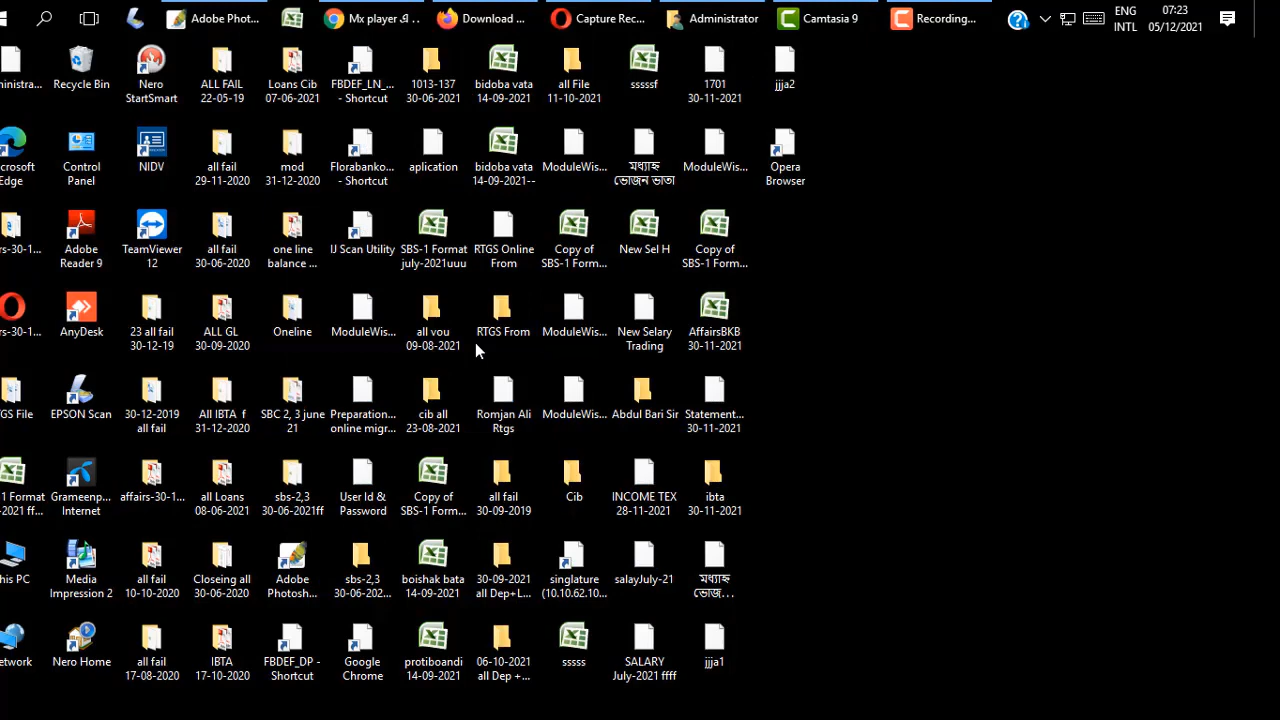 Adobe Phot...
Mx player এ ...
Download ...
Capture Rec...
Administrator
Camtasia 9
Recording...
ENG
INTL
07:23
05/12/2021
ministra...
Recycle Bin
Nero
StartSmart
ALL FAIL
22-05-19
Loans Cib
07-06-2021
FBDEF_LN_...
- Shortcut
1013-137
30-06-2021
bidoba vata
14-09-2021
all File
11-10-2021
sssssf
1701
30-11-2021
jjja2
icrosoft
Edge
Control
Panel
NIDV
all fail
29-11-2020
mod
31-12-2020
Florabanko...
- Shortcut
aplication
bidoba vata
14-09-2021--
ModuleWis...
মধ্যাহ্ন
ভোজন ভাতা
ModuleWis...
Opera
Browser
rs-30-1...
Adobe
Reader 9
TeamViewer
12
all fail
30-06-2020
one line
balance ...
IJ Scan Utility
SBS-1 Format
july-2021uuu
RTGS Online
From
Copy of
SBS-1 Form...
New Sel H
Copy of
SBS-1 Form...
rs-30-1...
AnyDesk
23 all fail
30-12-19
ALL GL
30-09-2020
Oneline
ModuleWis...
all vou
09-08-2021
RTGS From
ModuleWis...
New Selary
Trading
AffairsBKB
30-11-2021
GS File
EPSON Scan
30-12-2019
all fail
All IBTA f
31-12-2020
SBC 2, 3 june
21
Preparation...
online migr...
cib all
23-08-2021
Romjan Ali
Rtgs
ModuleWis...
Abdul Bari Sir
Statement...
30-11-2021
1 Format
-2021 ff...
Grameenp...
Internet
affairs-30-1...
all Loans
08-06-2021
sbs-2,3
30-06-2021ff
User Id &
Password
Copy of
SBS-1 Form...
all fail
30-09-2019
Cib
INCOME TEX
28-11-2021
ibta
30-11-2021
his PC
Media
Impression 2
all fail
10-10-2020
Closeing all
30-06-2020
Adobe
Photosh...
sbs-2,3
30-06-202...
boishak bata
14-09-2021
30-09-2021
all Dep+L...
singlature
(10.10.62.10...
salayJuly-21
মধ্যাহ্ন
ভোজ...
etwork
Nero Home
all fail
17-08-2020
IBTA
17-10-2020
FBDEF_DP -
Shortcut
Google
Chrome
protiboandi
14-09-2021
06-10-2021
all Dep +...
sssss
SALARY
July-2021 ffff
jjja1